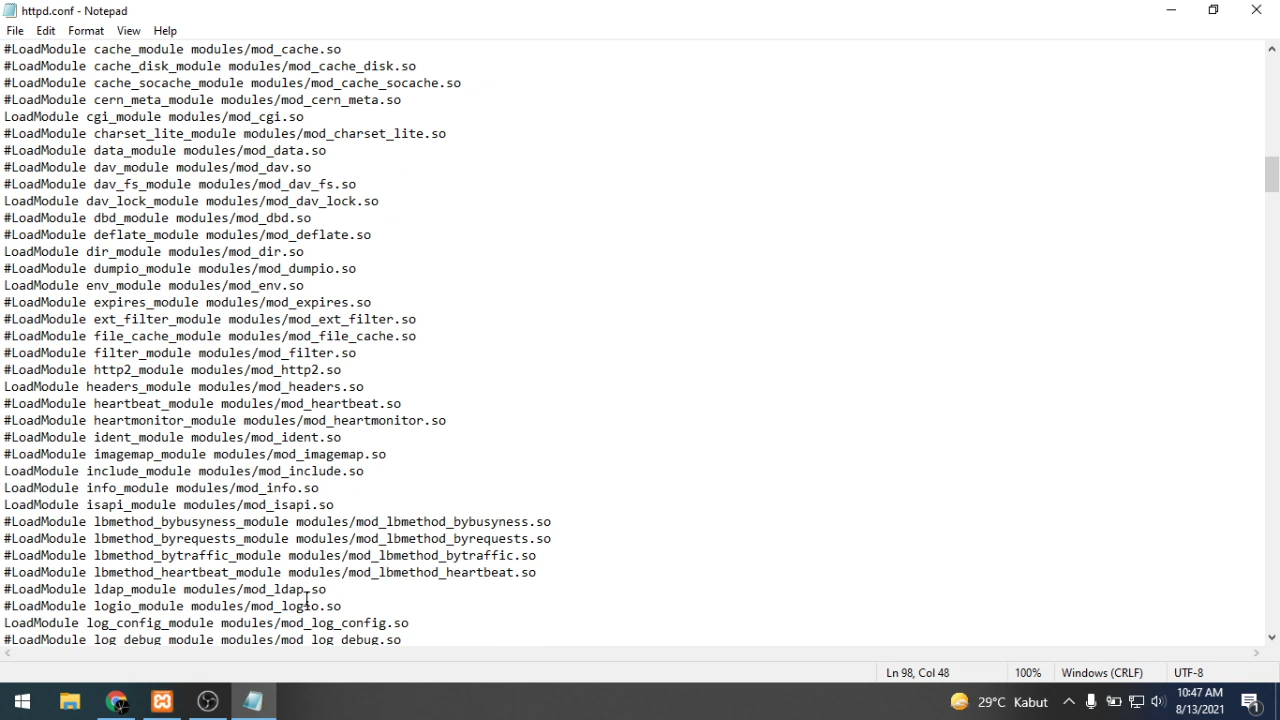 httpd.conf - Notepad
File Edit Format View Help
#LoadModule cache_module modules/mod_cache.so
#LoadModule cache_disk_module modules/mod_cache_disk.so
#LoadModule cache_socache_module modules/mod_cache_socache.so
#LoadModule cern_meta_module modules/mod_cern_meta.so
LoadModule cgi_module modules/mod_cgi.so
#LoadModule charset_lite_module modules/mod_charset_lite.so
#LoadModule data_module modules/mod_data.so
#LoadModule dav_module modules/mod_dav.so
#LoadModule dav_fs_module modules/mod_dav_fs.so
LoadModule dav_lock_module modules/mod_dav_lock.so
#LoadModule dbd_module modules/mod_dbd.so
#LoadModule deflate_module modules/mod_deflate.so
LoadModule dir_module modules/mod_dir.so
#LoadModule dumpio_module modules/mod_dumpio.so
LoadModule env_module modules/mod_env.so
#LoadModule expires_module modules/mod_expires.so
#LoadModule ext_filter_module modules/mod_ext_filter.so
#LoadModule file_cache_module modules/mod_file_cache.so
#LoadModule filter_module modules/mod_filter.so
#LoadModule http2_module modules/mod_http2.so
LoadModule headers_module modules/mod_headers.so
#LoadModule heartbeat_module modules/mod_heartbeat.so
#LoadModule heartmonitor_module modules/mod_heartmonitor.so
#LoadModule ident_module modules/mod_ident.so
#LoadModule imagemap_module modules/mod_imagemap.so
LoadModule include_module modules/mod_include.so
LoadModule info_module modules/mod_info.so
LoadModule isapi_module modules/mod_isapi.so
#LoadModule lbmethod_bybusyness_module modules/mod_lbmethod_bybusyness.so
#LoadModule lbmethod_byrequests_module modules/mod_lbmethod_byrequests.so
#LoadModule lbmethod_bytraffic_module modules/mod_lbmethod_bytraffic.so
#LoadModule lbmethod_heartbeat_module modules/mod_lbmethod_heartbeat.so
#LoadModule ldap_module modules/mod_ldap.so
#LoadModule logio_module modules/mod_logio.so
LoadModule log_config_module modules/mod_log_config.so
#LoadModule log_debug_module modules/mod_log_debug.so
Ln 98, Col 48 100% Windows (CRLF) UTF-8
29°C Kabut
10:47 AM
8/13/2021
1